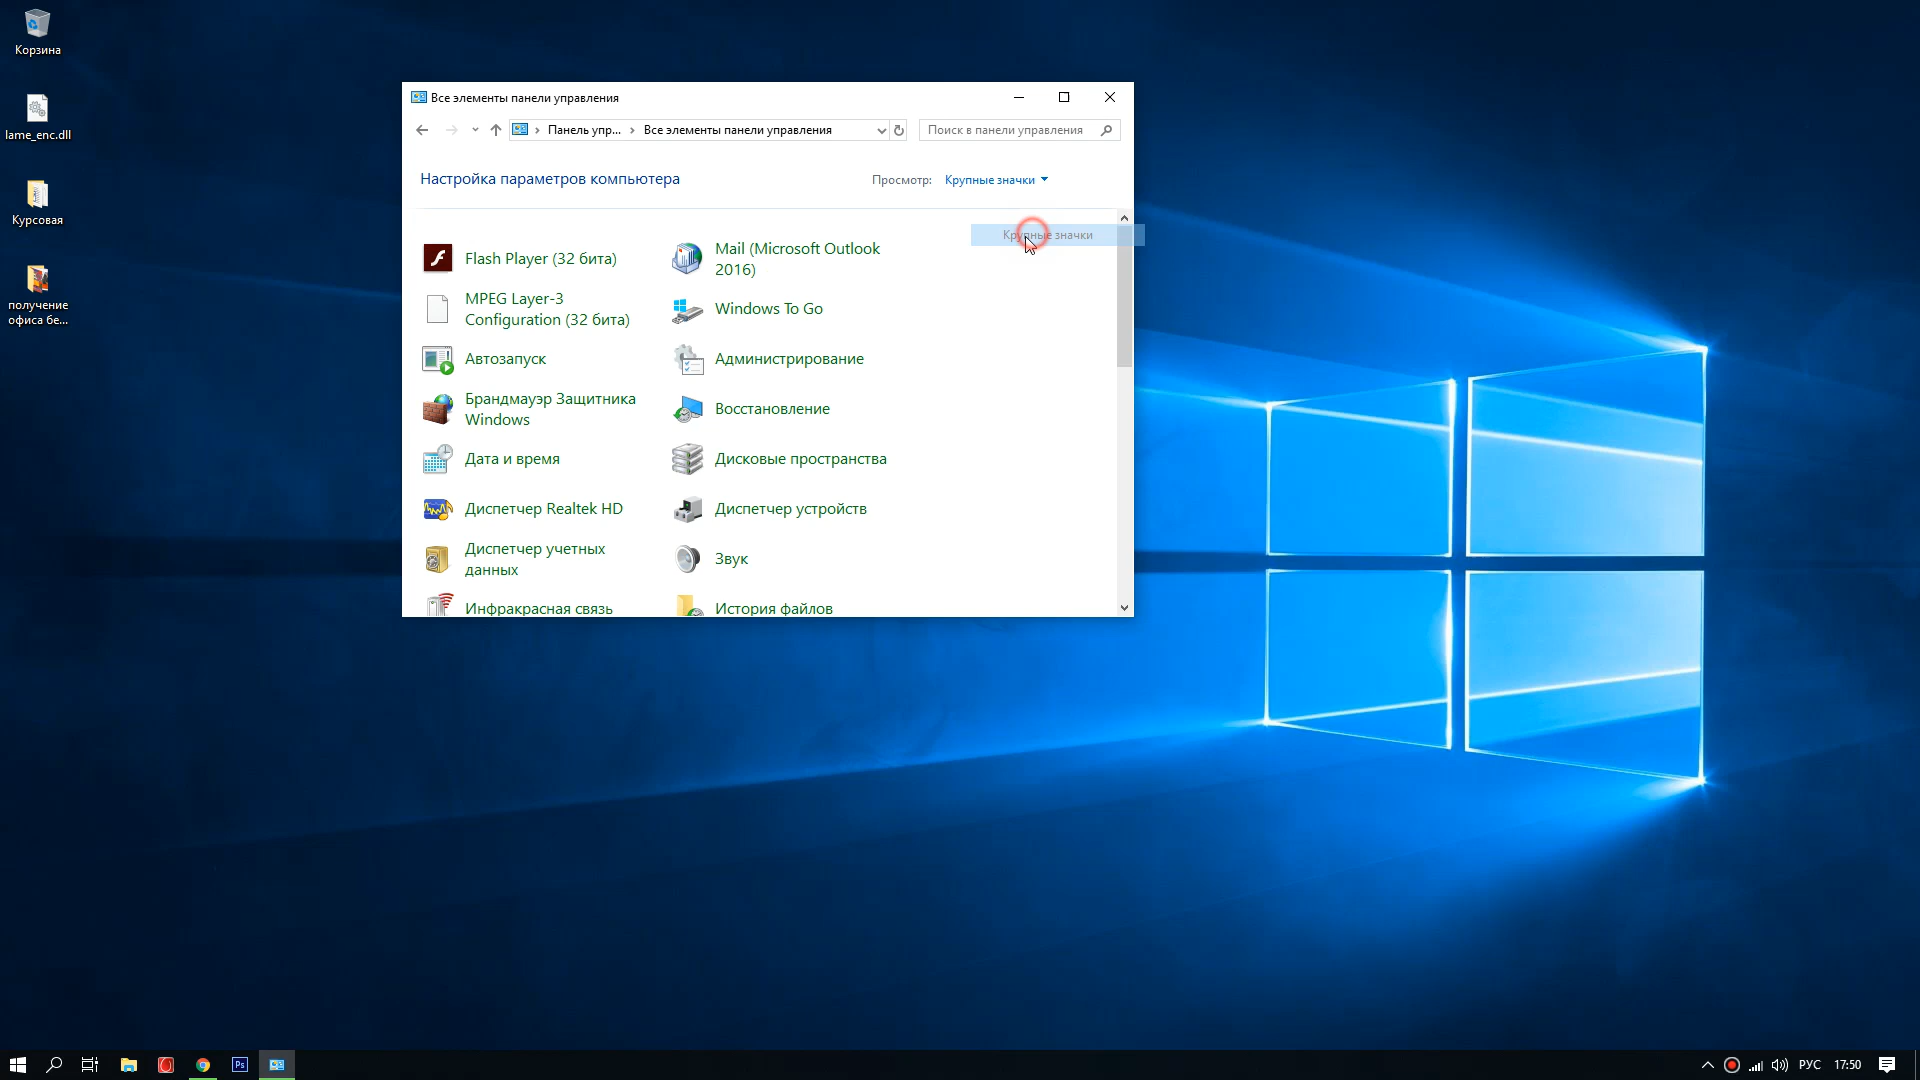 Корзина
lame_enc.dll
Курсовая
получение
офиса бе...
Все элементы панели управления
Панель упр...
Все элементы панели управления
Поиск в панели управления
Настройка параметров компьютера
Просмотр:
Крупные значки
Крупные значки
Flash Player (32 бита)
Mail (Microsoft Outlook
2016)
MPEG Layer-3
Configuration (32 бита)
Windows To Go
Автозапуск
Администрирование
Брандмауэр Защитника
Windows
Восстановление
Дата и время
Дисковые пространства
Диспетчер Realtek HD
Диспетчер устройств
Диспетчер учетных
данных
Звук
Инфракрасная связь
История файлов
Ps
РУС
17:50